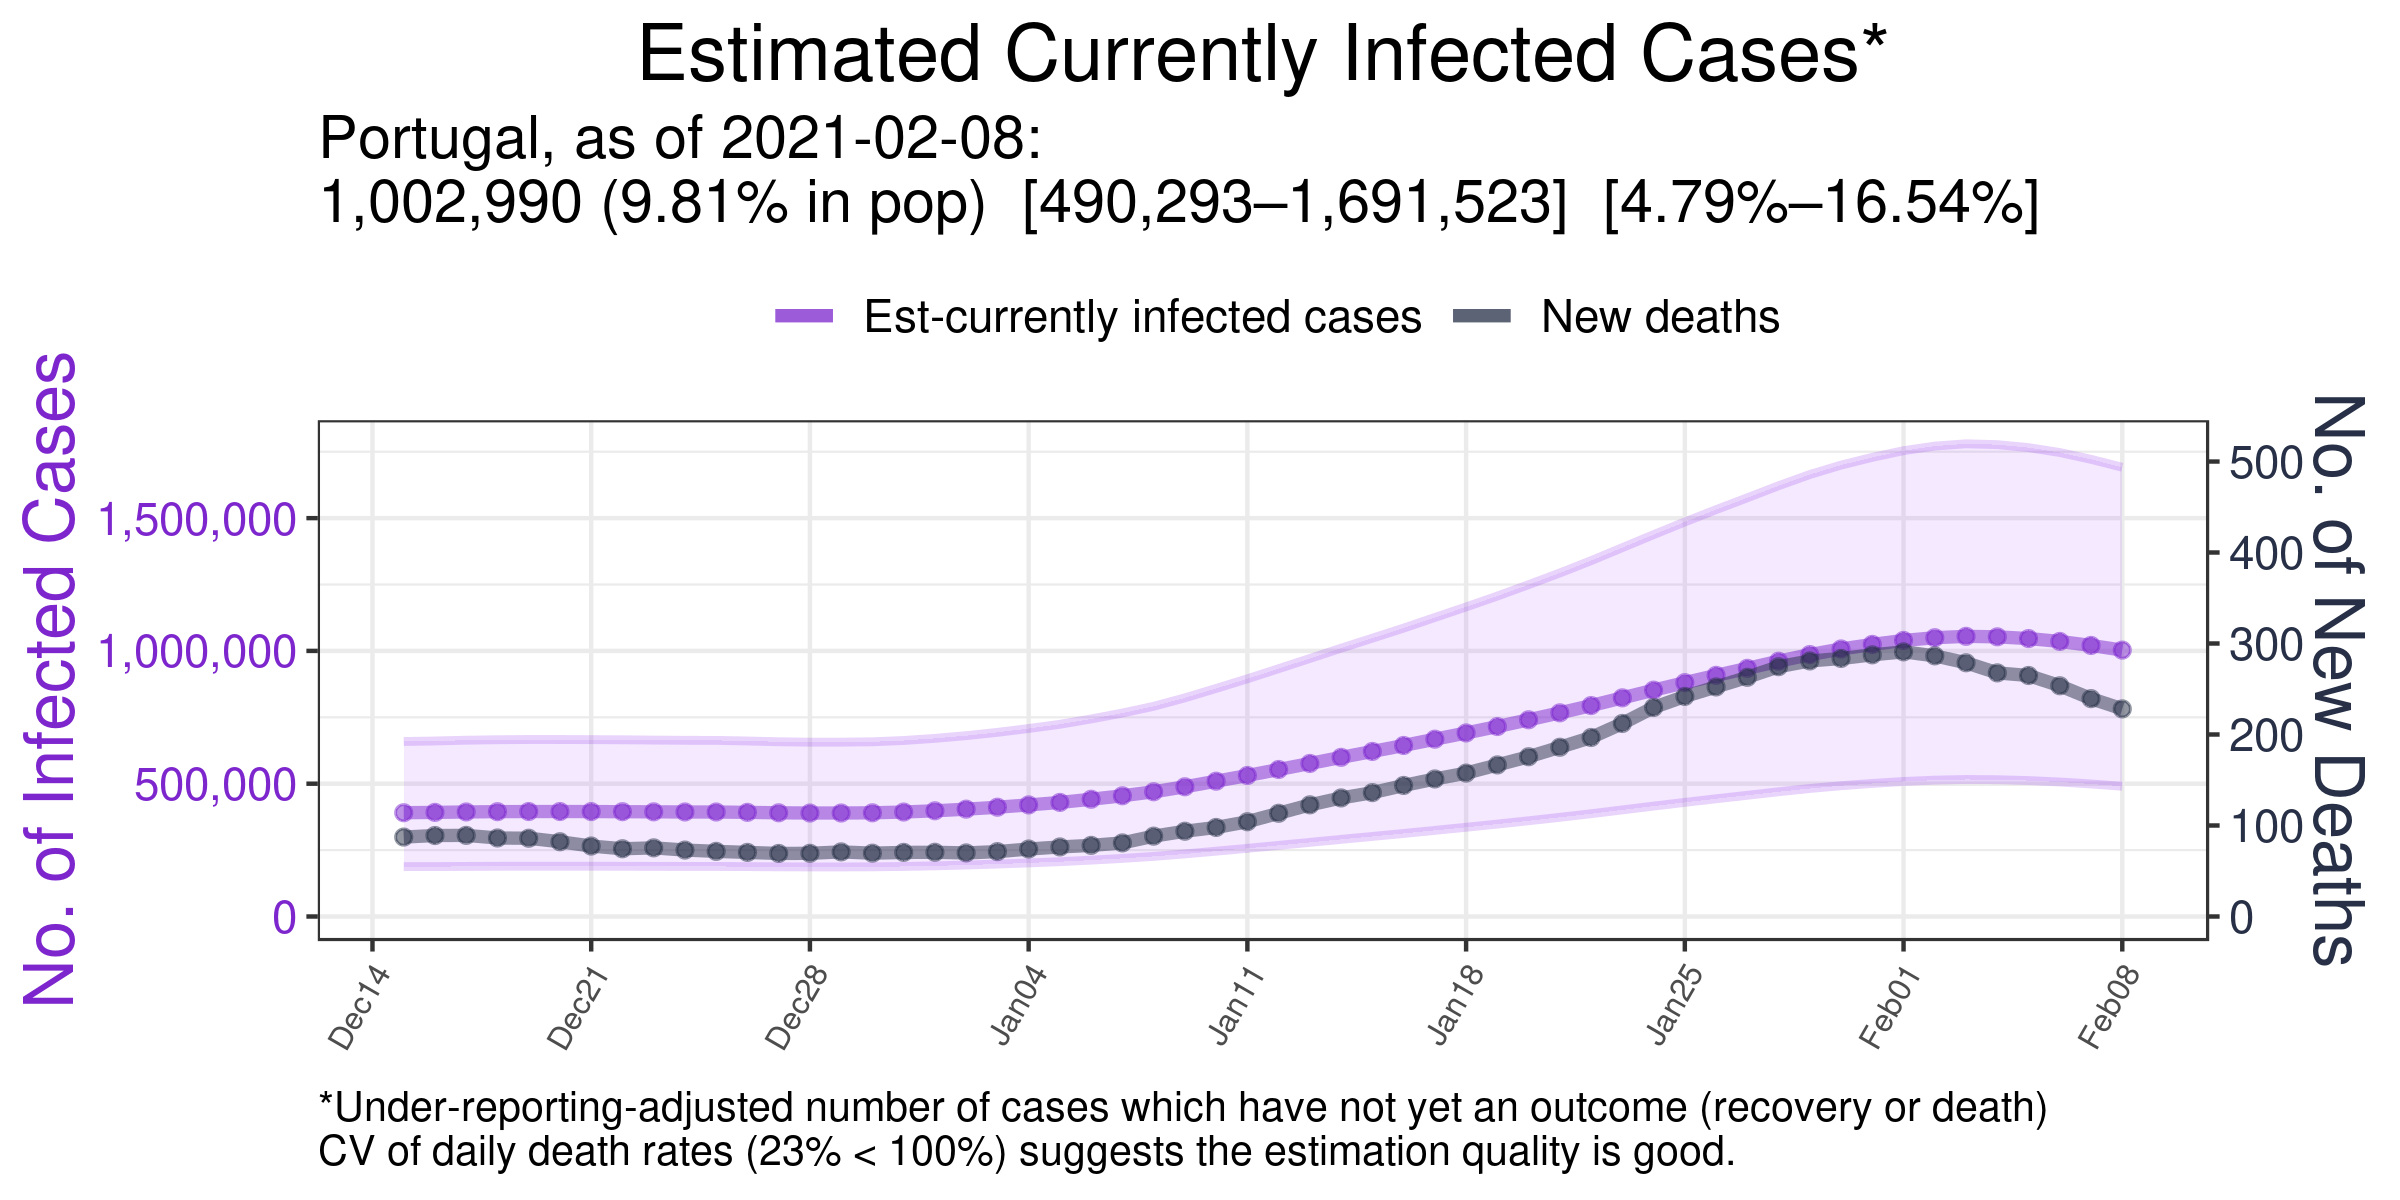 Estimated Currently Infected Cases*
Portugal, as of 2021-02-08:
1,002,990 (9.81% in pop)  [490,293–1,691,523]  [4.79%–16.54%]
Est-currently infected cases
New deaths
No. of Infected Cases
1,500,000
1,000,000
500,000
0
500
400
300
200
100
0
No. of New Deaths
Dec14
Dec21
Dec28
Jan04
Jan11
Jan18
Jan25
Feb01
Feb08
*Under-reporting-adjusted number of cases which have not yet an outcome (recovery or death)
CV of daily death rates (23% < 100%) suggests the estimation quality is good.